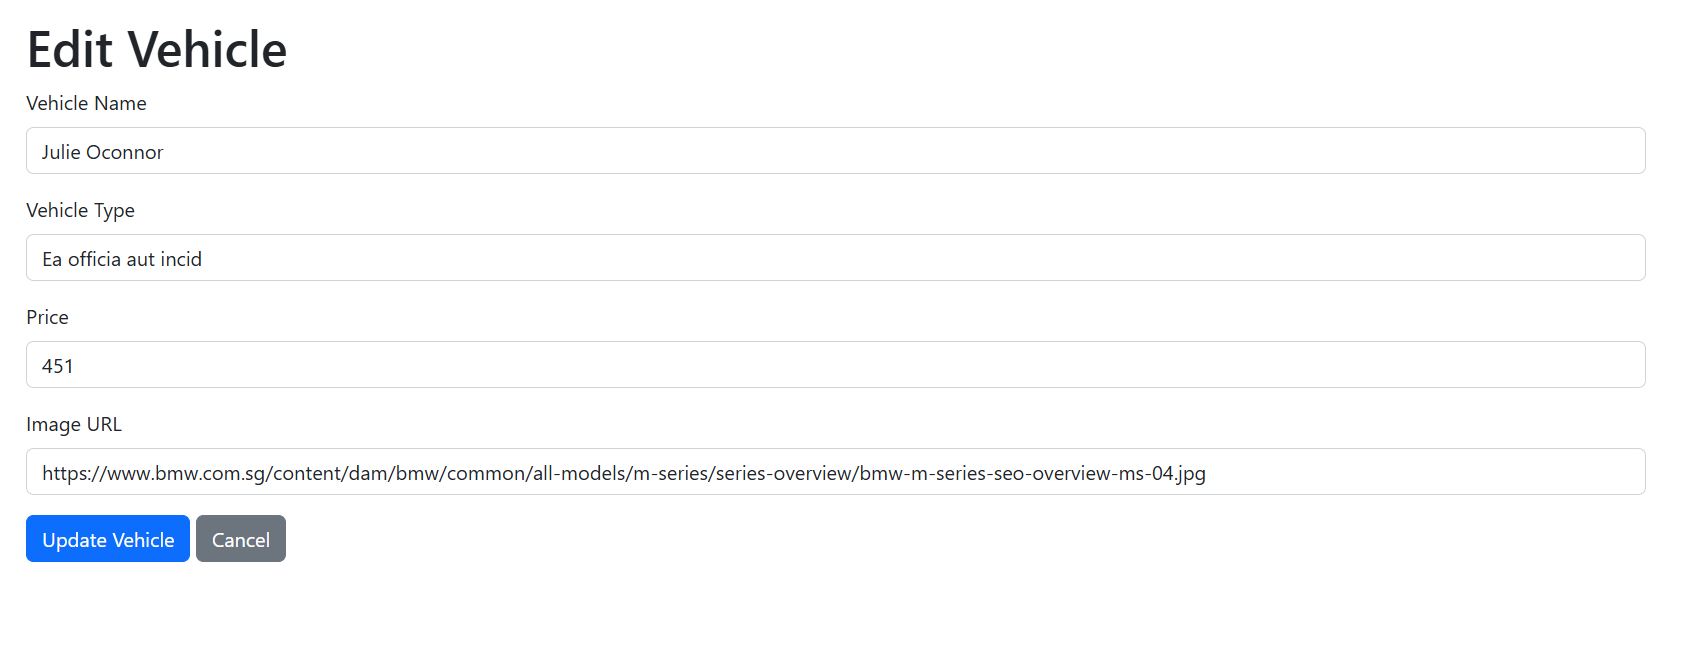 Edit Vehicle
Vehicle Name
Julie Oconnor
Vehicle Type
Ea officia aut incid
Price
451
Image URL
https://www.bmw.com.sg/content/dam/bmw/common/all-models/m-series/series-overview/bmw-m-series-seo-overview-ms-04.jpg
Update Vehicle Cancel